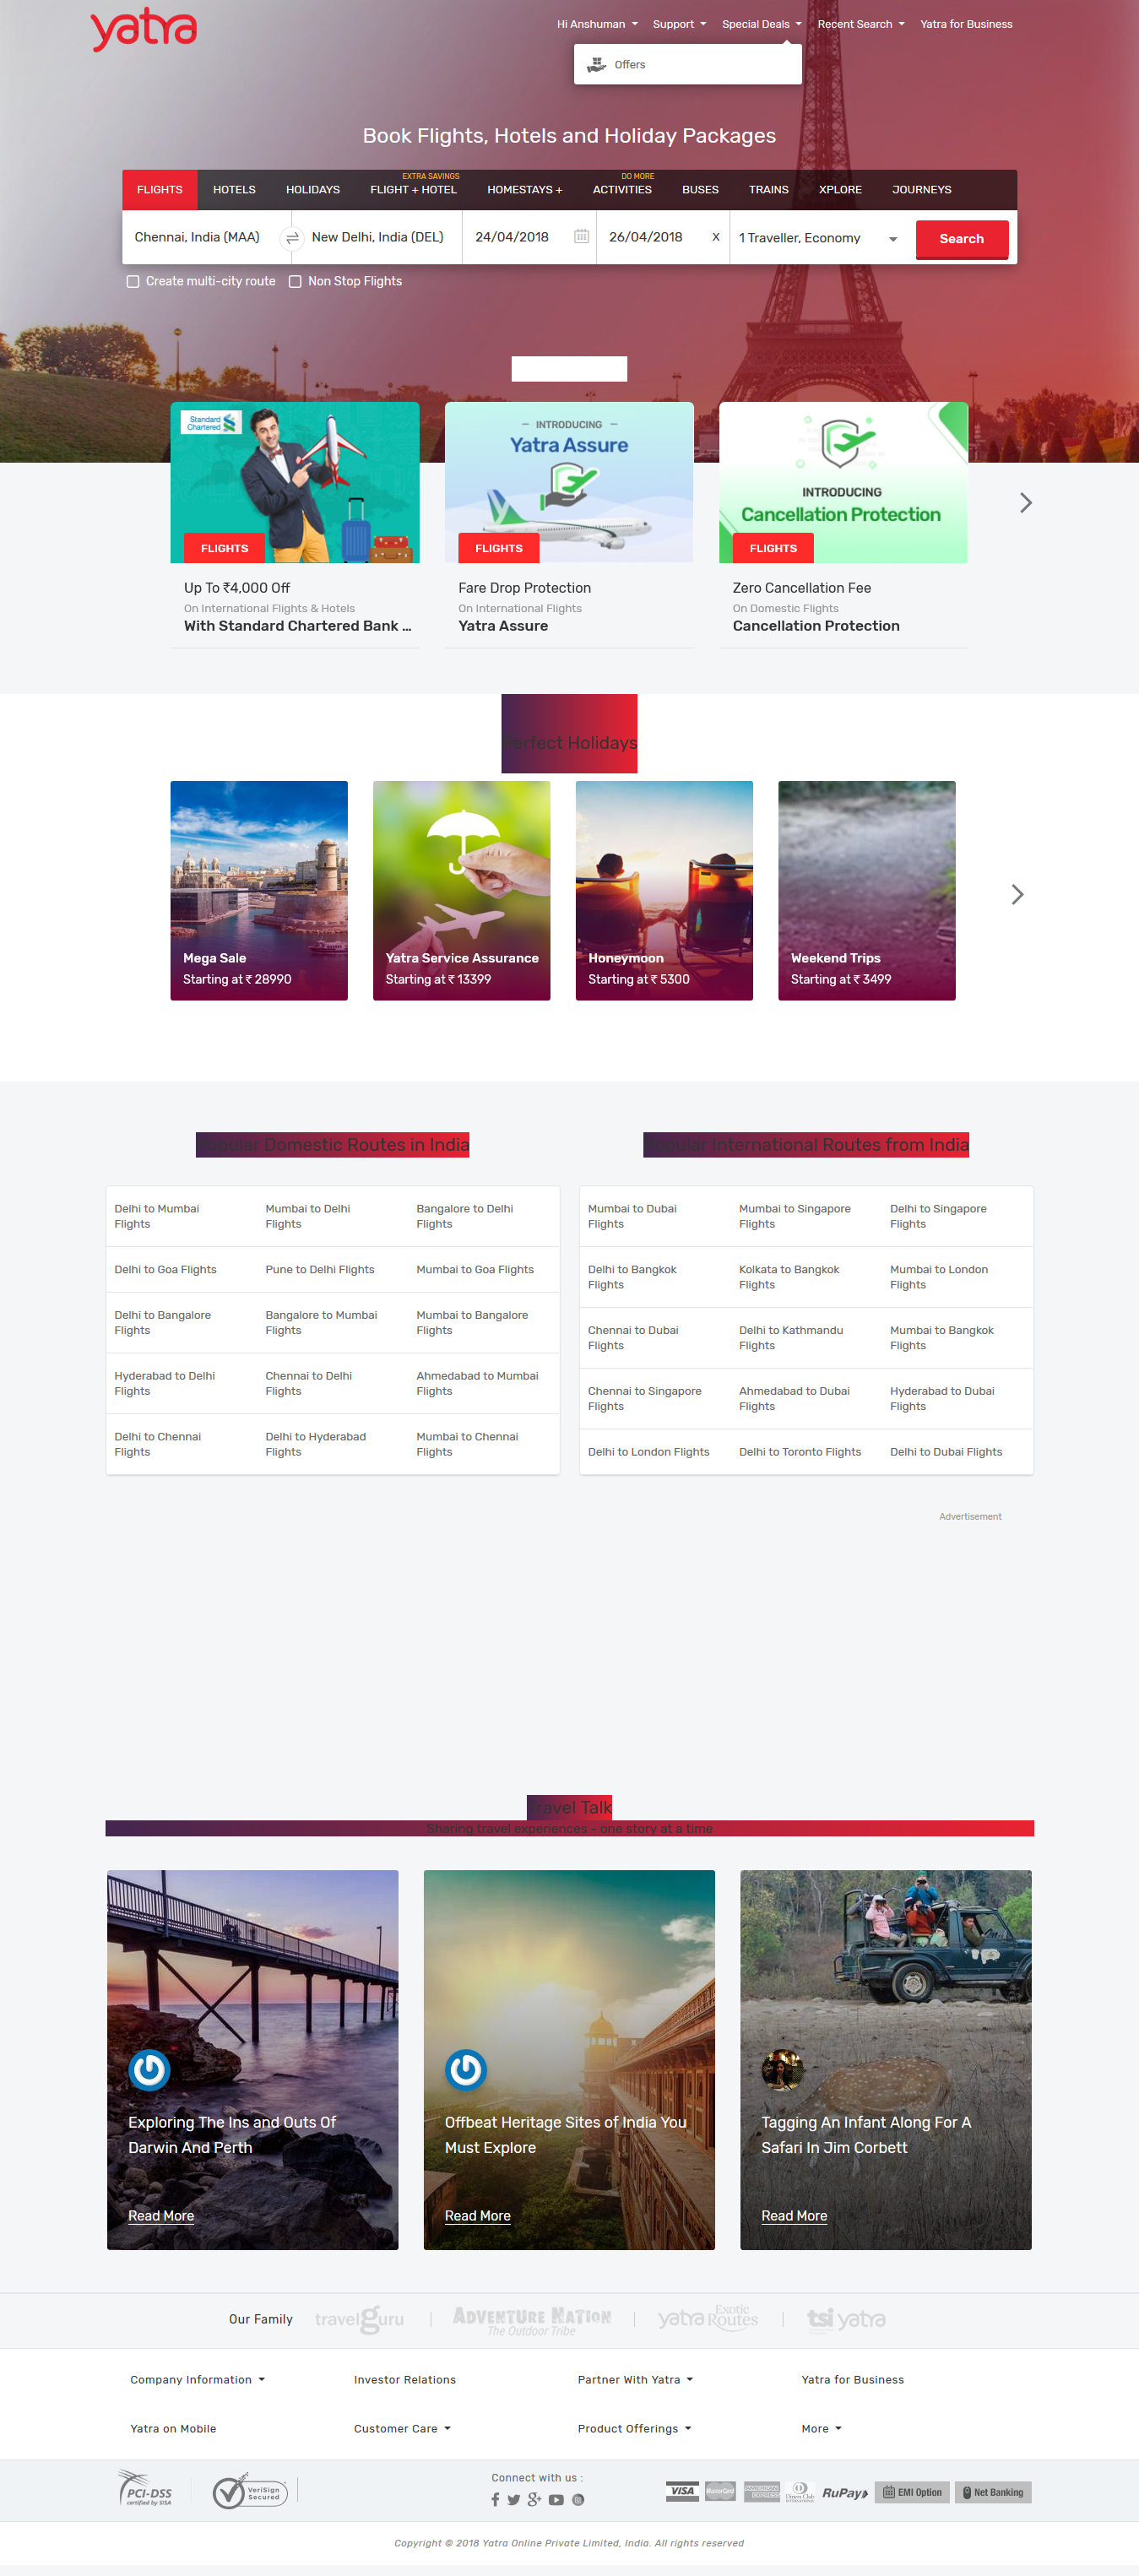 yatra
Hi Anshuman
Support
Special Deals
Recent Search
Yatra for Business
Offers
Book Flights, Hotels and Holiday Packages
EXTRA SAVINGS
DO MORE
FLIGHTS
HOTELS
HOLIDAYS
FLIGHT + HOTEL
HOMESTAYS +
ACTIVITIES
BUSES
TRAINS
XPLORE
JOURNEYS
Chennai, India (MAA)
New Delhi, India (DEL)
24/04/2018
26/04/2018
X
1 Traveller, Economy
Search
Create multi-city route
Non Stop Flights
Standard
Chartered
FLIGHTS
Up To ₹4,000 Off
On International Flights & Hotels
With Standard Chartered Bank ...
INTRODUCING
Yatra Assure
FLIGHTS
Fare Drop Protection
On International Flights
Yatra Assure
INTRODUCING
Cancellation Protection
FLIGHTS
Zero Cancellation Fee
On Domestic Flights
Cancellation Protection
Perfect Holidays
Mega Sale
Starting at ₹ 28990
Yatra Service Assurance
Starting at ₹ 13399
Honeymoon
Starting at ₹ 5300
Weekend Trips
Starting at ₹ 3499
Popular Domestic Routes in India
Delhi to Mumbai
Flights
Mumbai to Delhi
Flights
Bangalore to Delhi
Flights
Delhi to Goa Flights
Pune to Delhi Flights
Mumbai to Goa Flights
Delhi to Bangalore
Flights
Bangalore to Mumbai
Flights
Mumbai to Bangalore
Flights
Hyderabad to Delhi
Flights
Chennai to Delhi
Flights
Ahmedabad to Mumbai
Flights
Delhi to Chennai
Flights
Delhi to Hyderabad
Flights
Mumbai to Chennai
Flights
Popular International Routes from India
Mumbai to Dubai
Flights
Mumbai to Singapore
Flights
Delhi to Singapore
Flights
Delhi to Bangkok
Flights
Kolkata to Bangkok
Flights
Mumbai to London
Flights
Chennai to Dubai
Flights
Delhi to Kathmandu
Flights
Mumbai to Bangkok
Flights
Chennai to Singapore
Flights
Ahmedabad to Dubai
Flights
Hyderabad to Dubai
Flights
Delhi to London Flights
Delhi to Toronto Flights
Delhi to Dubai Flights
Advertisement
Travel Talk
Sharing travel experiences - one story at a time
Exploring The Ins and Outs Of
Darwin And Perth
Read More
Offbeat Heritage Sites of India You
Must Explore
Read More
Tagging An Infant Along For A
Safari In Jim Corbett
Read More
Our Family
travelguru
ADVENTURE NATION
The Outdoor Tribe
yatra Exotic
Routes
tsi yatra
Company Information
Investor Relations
Partner With Yatra
Yatra for Business
Yatra on Mobile
Customer Care
Product Offerings
More
PCI-DSS
certified by SISA
VeriSign
Secured
Connect with us :
VISA
MasterCard
AMERICAN
EXPRESS
Diners Club
INTERNATIONAL
RuPay
EMI Option
Net Banking
Copyright © 2018 Yatra Online Private Limited, India. All rights reserved